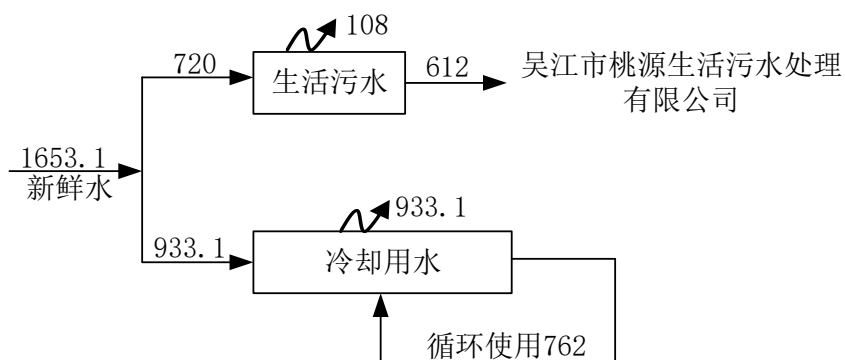 108
720
生活污水
612
吴江市桃源生活污水处理
有限公司
1653.1
新鲜水
933.1
933.1
冷却用水
循环使用762